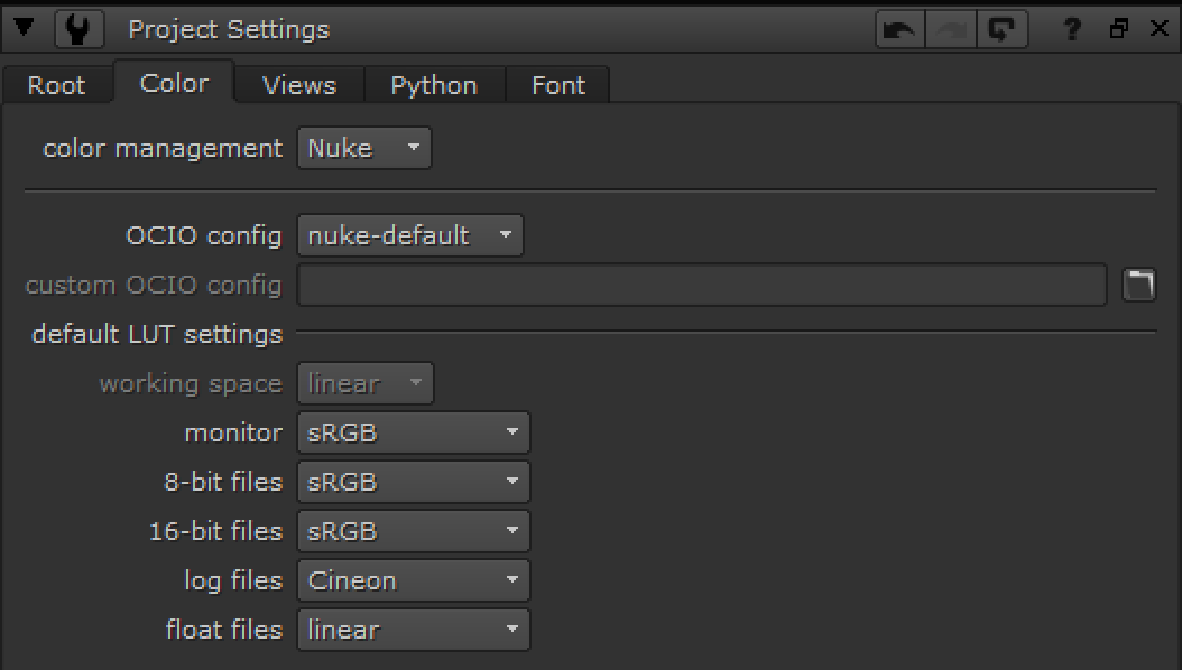 Project Settings ?
Root Color Views Python Font
color management Nuke
OCIO config nuke-default
custom OCIO config
default LUT settings
working space linear
monitor sRGB
8-bit files sRGB
16-bit files sRGB
log files Cineon
float files linear